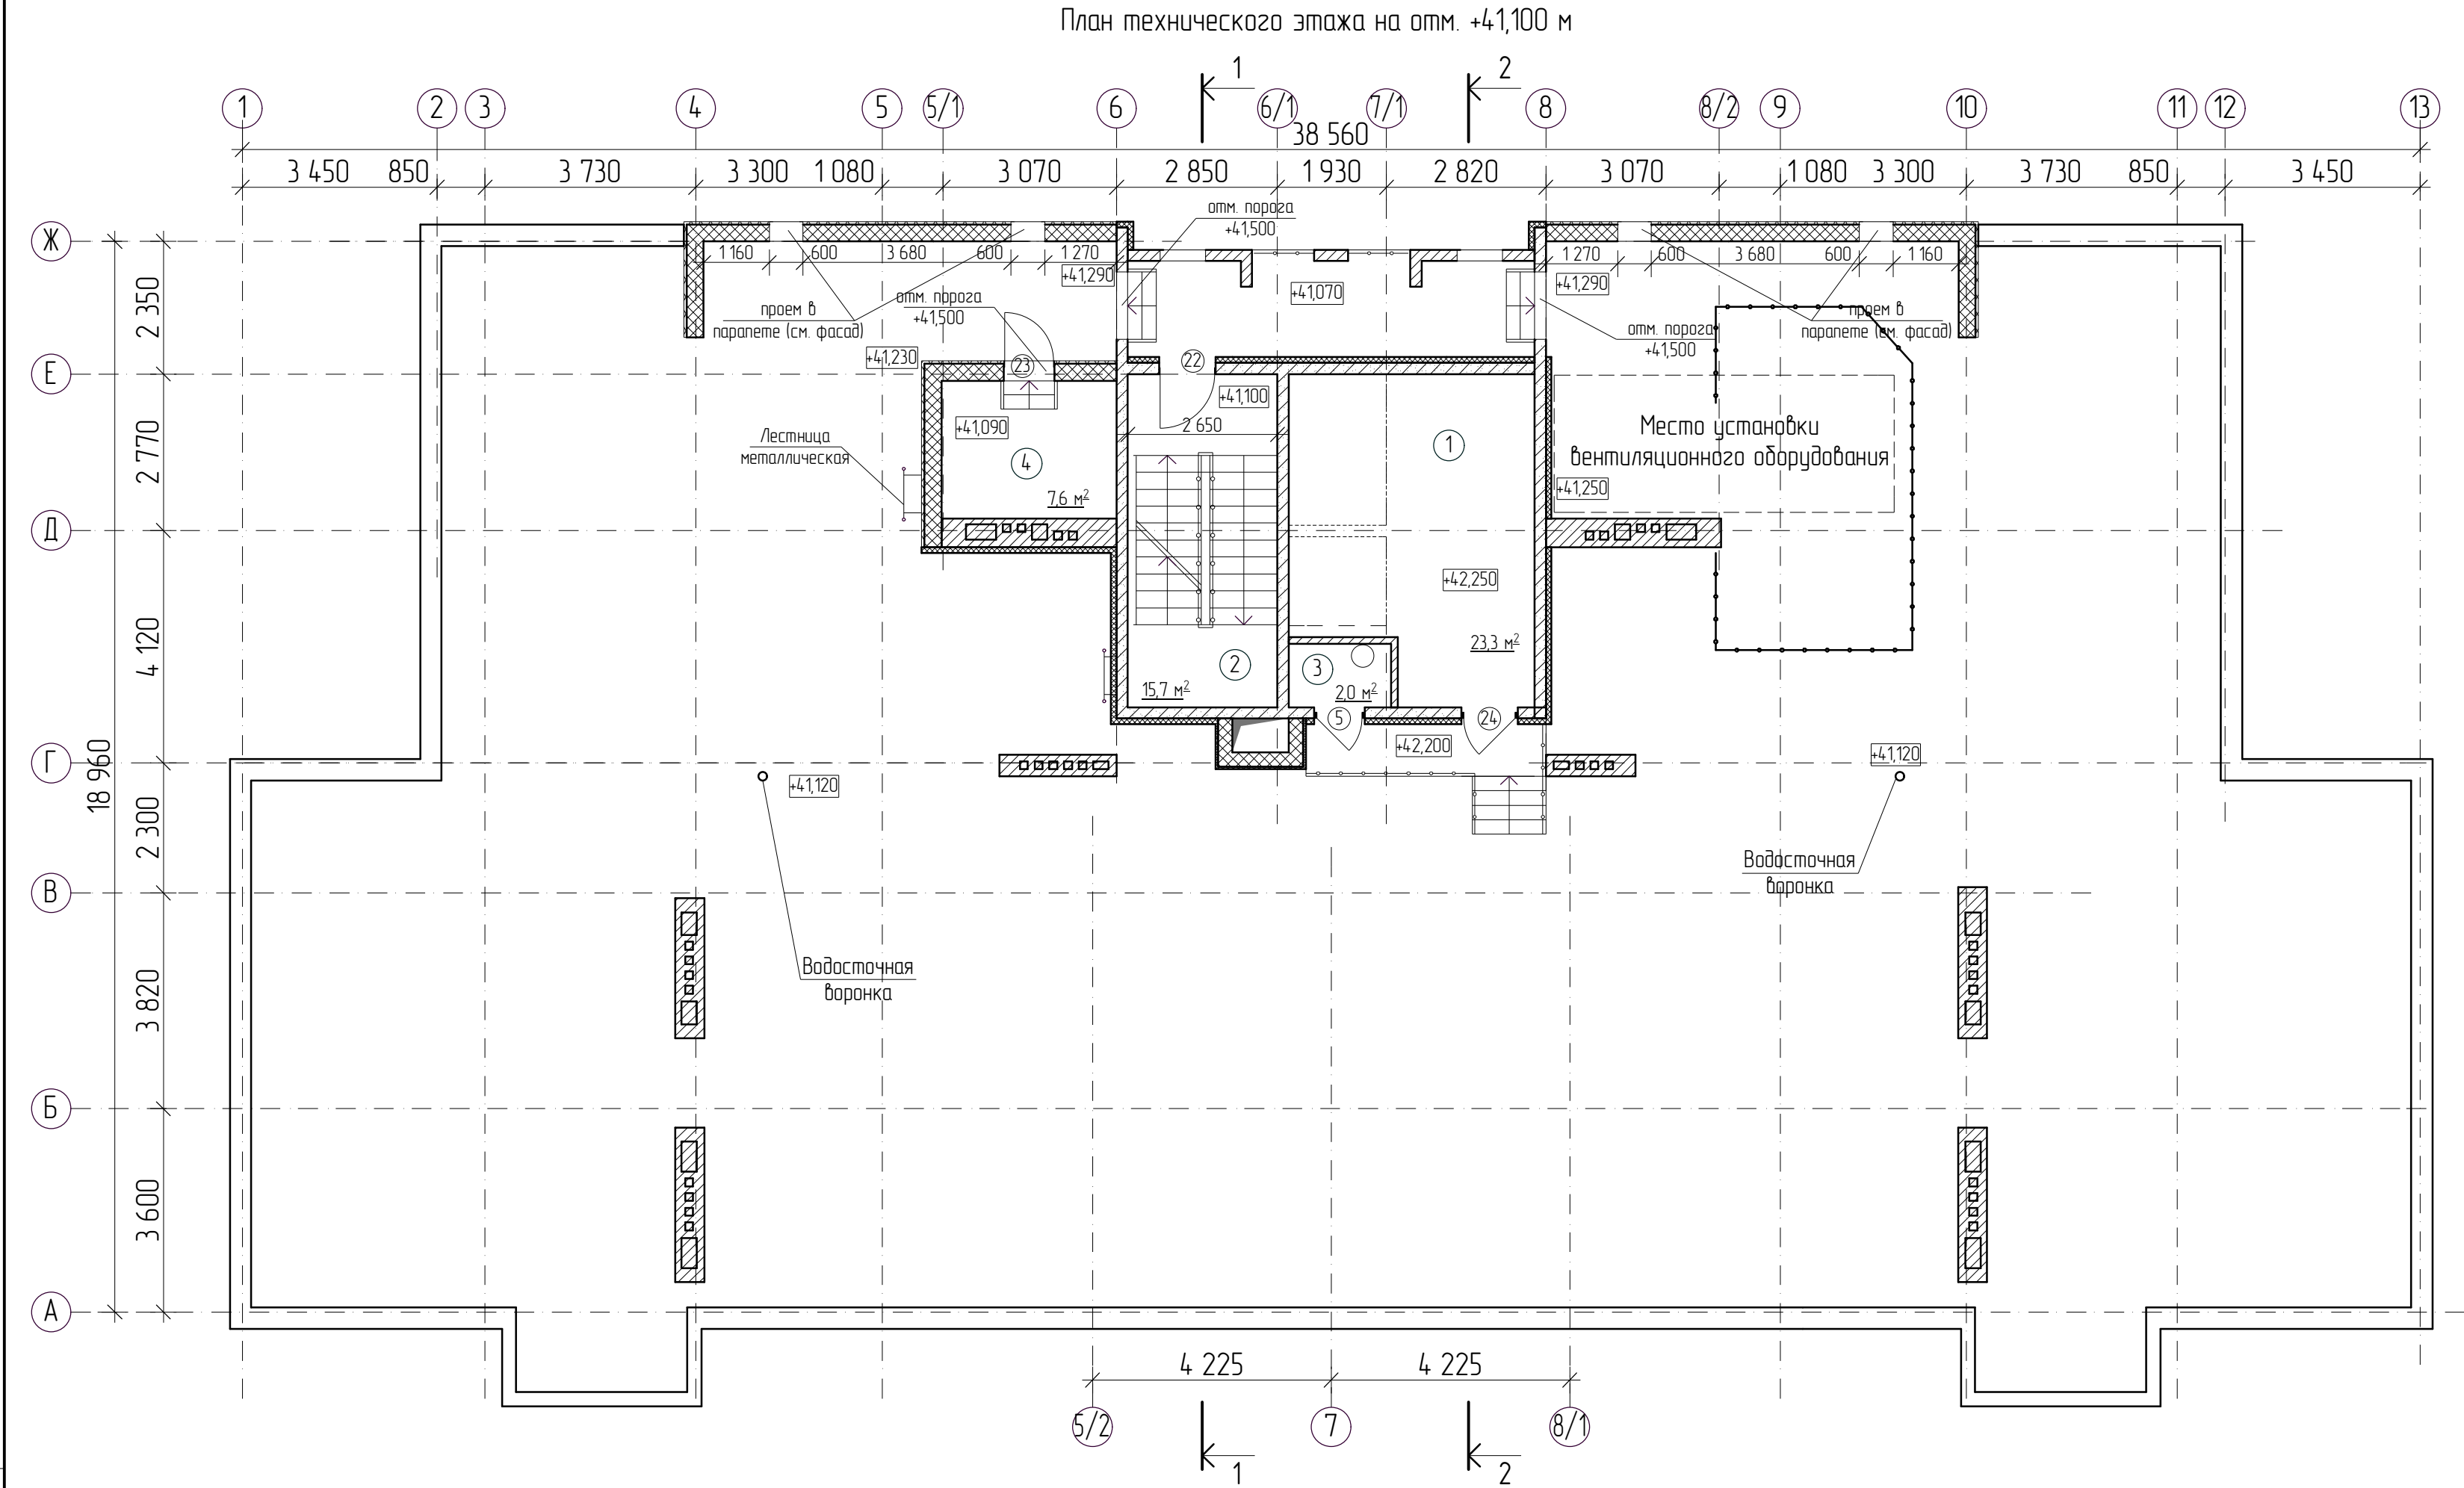 План технического этажа на отм. +41,100 м
1 2
1 2 3 4 5 5/1 6 6/1 7/1 8 8/2 9 10 11 12 13
38 560
3 450 850 3 730 3 300 1 080 3 070 2 850 1 930 2 820 3 070 1 080 3 300 3 730 850 3 450
отм. порога
+41,500
Ж
1 160 600 3 680 600 1 270
1 270 600 3 680 600 1 160
+41,290
+41,070
+41,290
2 350
отм. порога
+41,500
проем в
парапете (см. фасад)
отм. порога
+41,500
проем в
парапете (см. фасад)
+41,230
Е
23
22
+41,100
+41,090
2 650
2 770
Лестница
металлическая
4
7,6 м2
1
Место установки
вентиляционного оборудования
+41,250
Д
+42,250
4 120
23,3 м2
2
15,7 м2
3
2,0 м2
5
24
+42,200
Г
18 960
+41,120
+41,120
2 300
Водосточная
воронка
В
Водосточная
воронка
3 820
Б
3 600
А
4 225 4 225
5/2 7 8/1
1 2